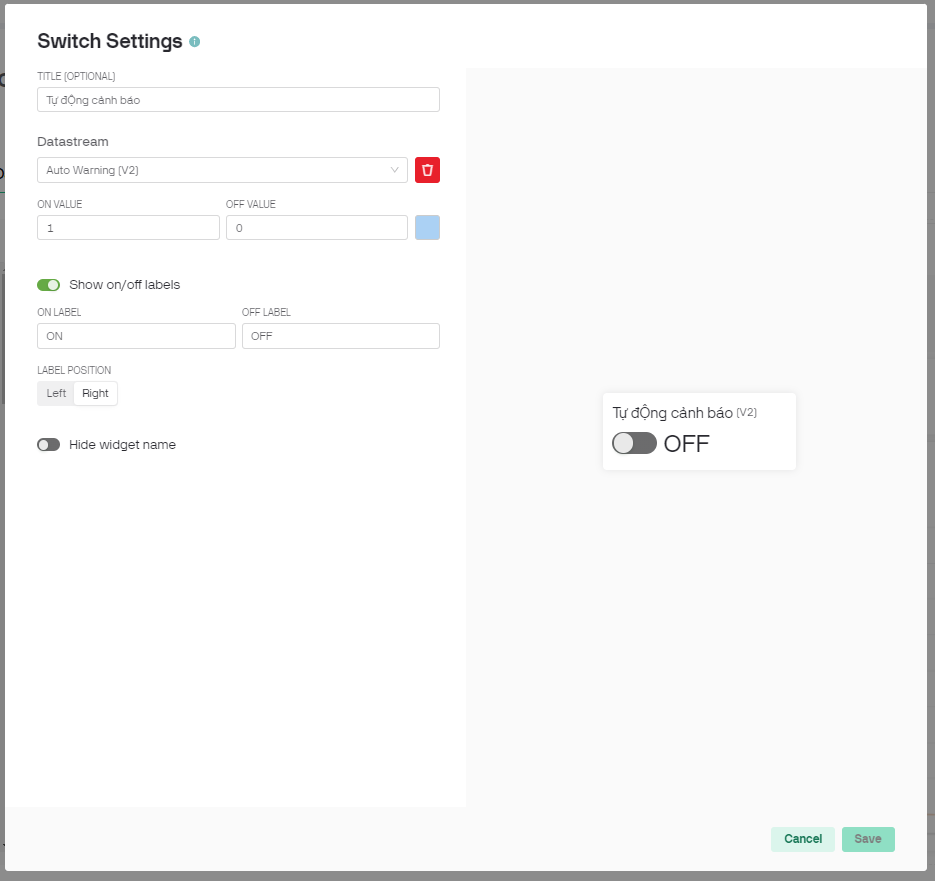 Switch Settings
TITLE (OPTIONAL)
Tự độNg cảnh báo
Datastream
Auto Warning (V2)
ON VALUE
OFF VALUE
1
0
Show on/off labels
ON LABEL
OFF LABEL
ON
OFF
LABEL POSITION
Left
Right
Hide widget name
Tự độNg cảnh báo (V2)
OFF
Cancel
Save